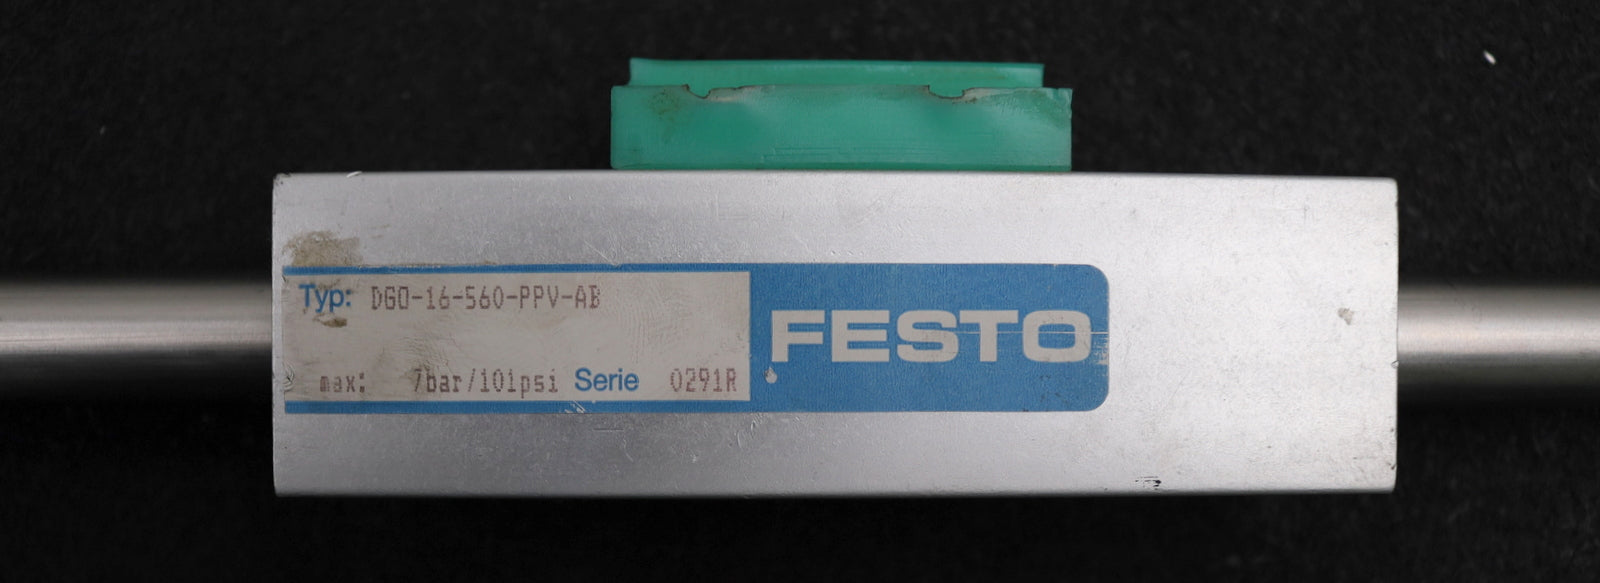 Typ: DGO-16-560-PPV-AB
FESTO
max: 7bar/101psi Serie 0291R